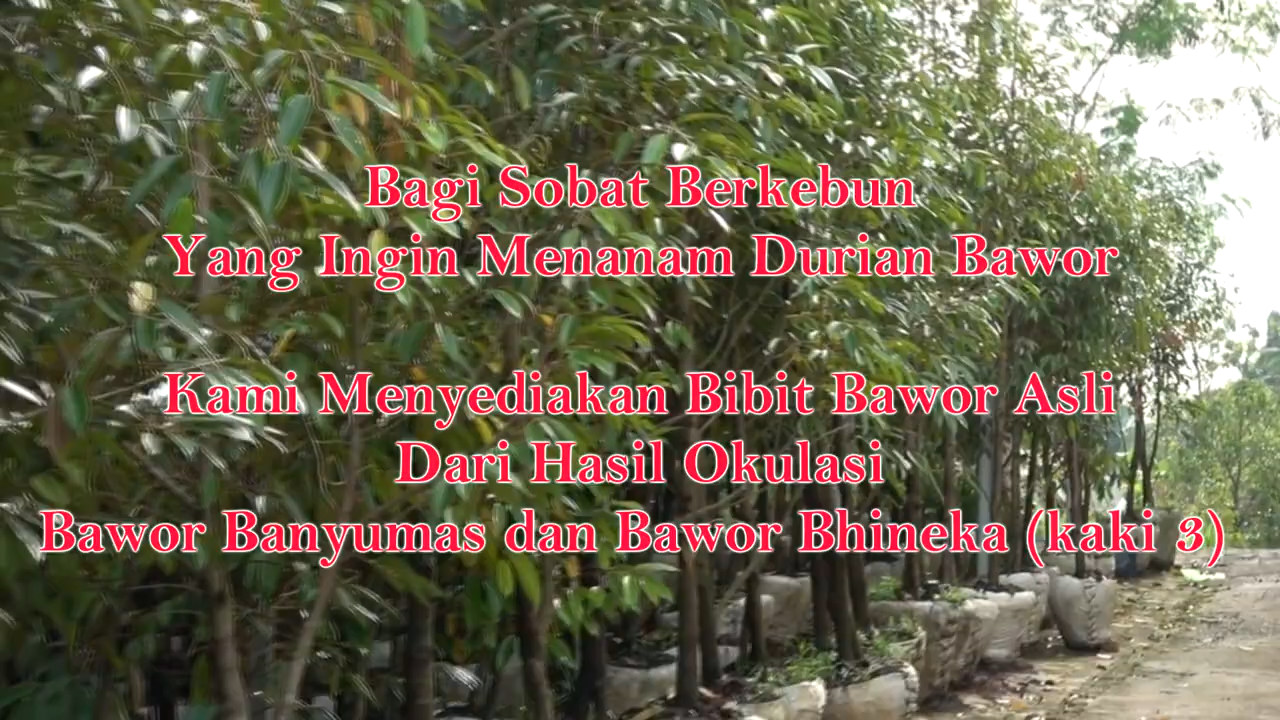 Bagi Sobat Berkebun
Yang Ingin Menanam Durian Bawor
Kami Menyediakan Bibit Bawor Asli
Dari Hasil Okulasi
Bawor Banyumas dan Bawor Bhineka (kaki 3)